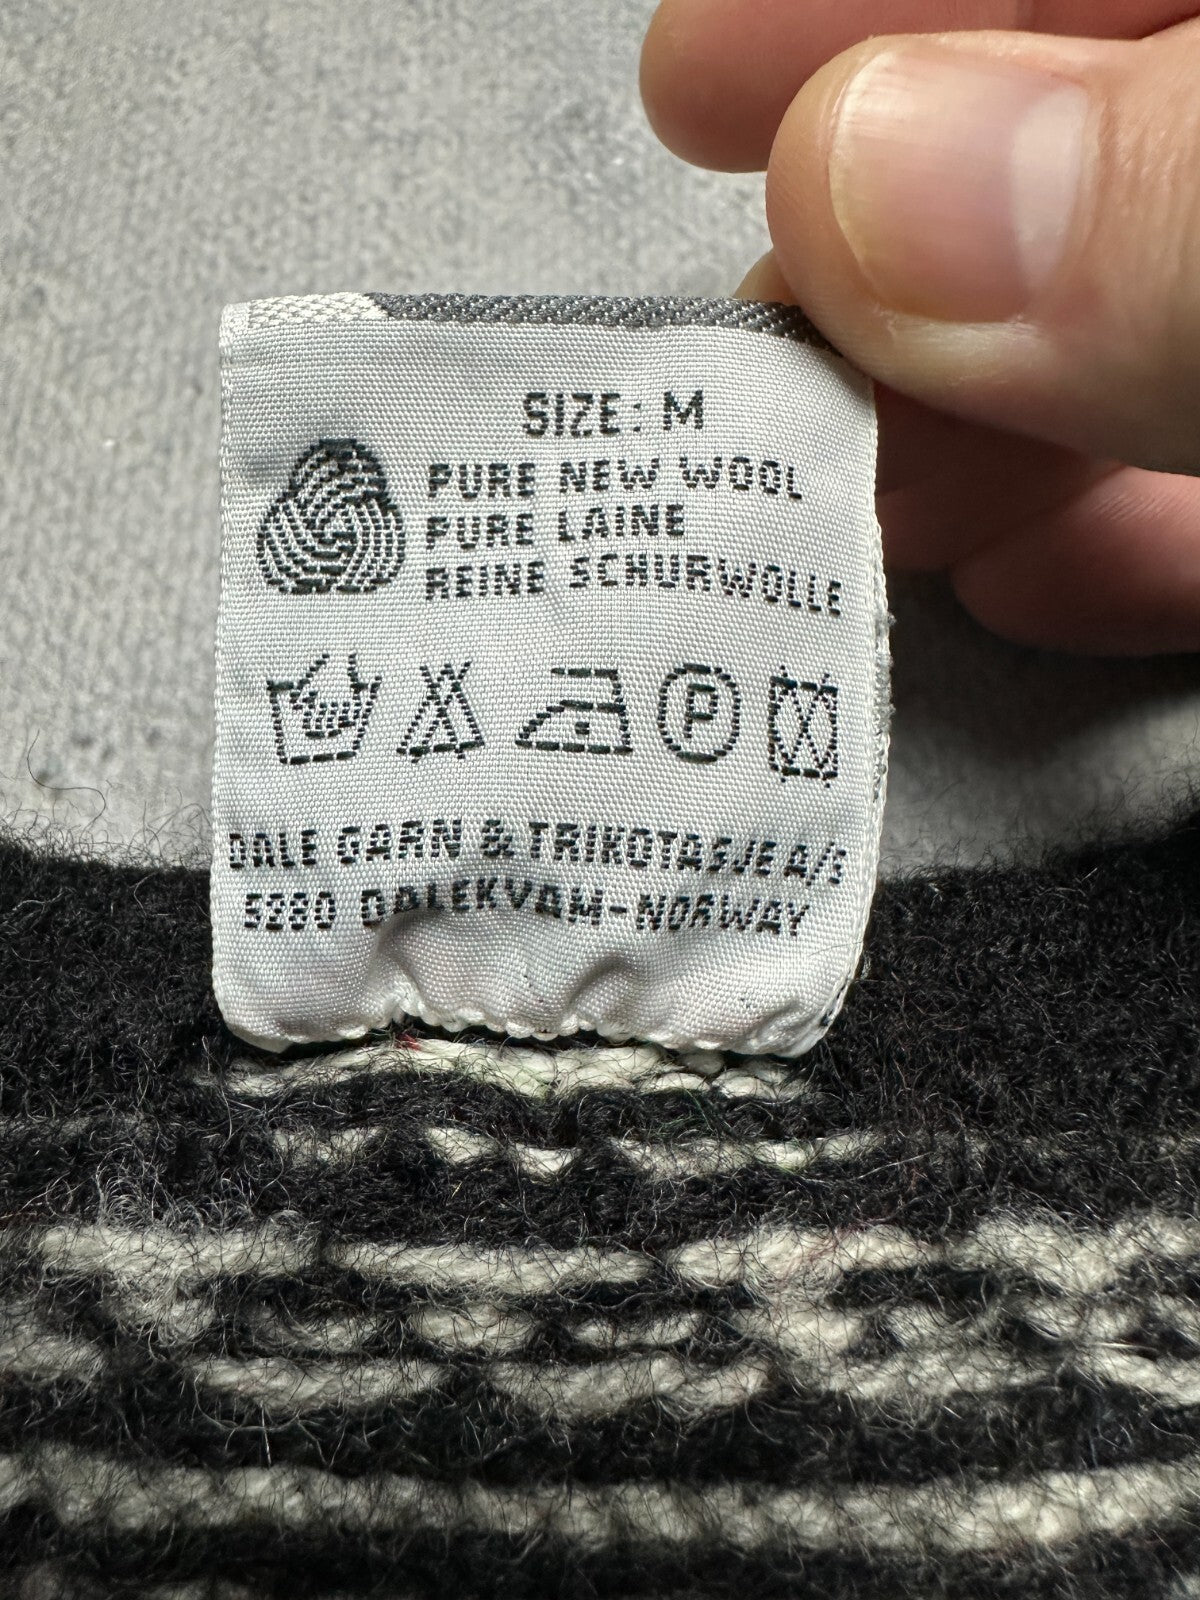 SIZE: M
PURE NEW WOOL
PURE LAINE
REINE SCHURWOLLE
P
DALE GARN & TRIKOTASJE A/S
5280 DALEKVAM-NORWAY